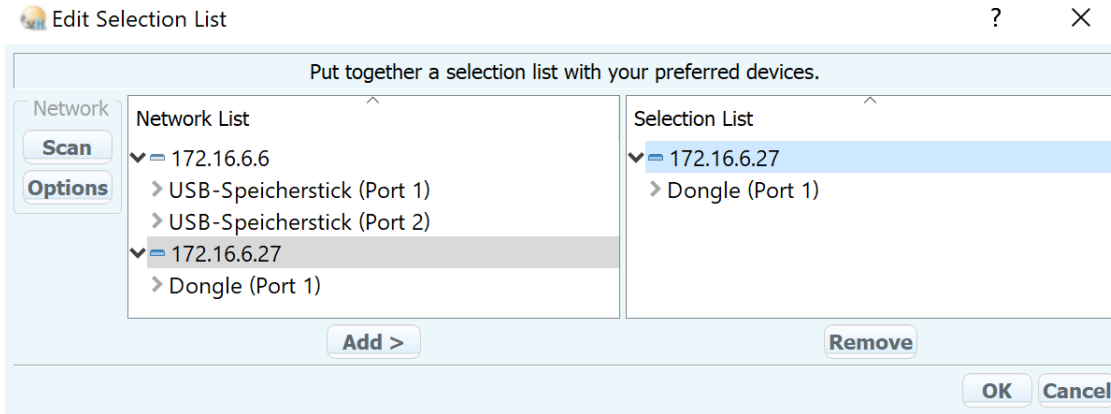 Edit Selection List ?
Put together a selection list with your preferred devices.
Network
Scan
Options
Network List
172.16.6.6
USB-Speicherstick (Port 1)
USB-Speicherstick (Port 2)
172.16.6.27
Dongle (Port 1)
Add >
Selection List
172.16.6.27
Dongle (Port 1)
Remove
OK
Cancel